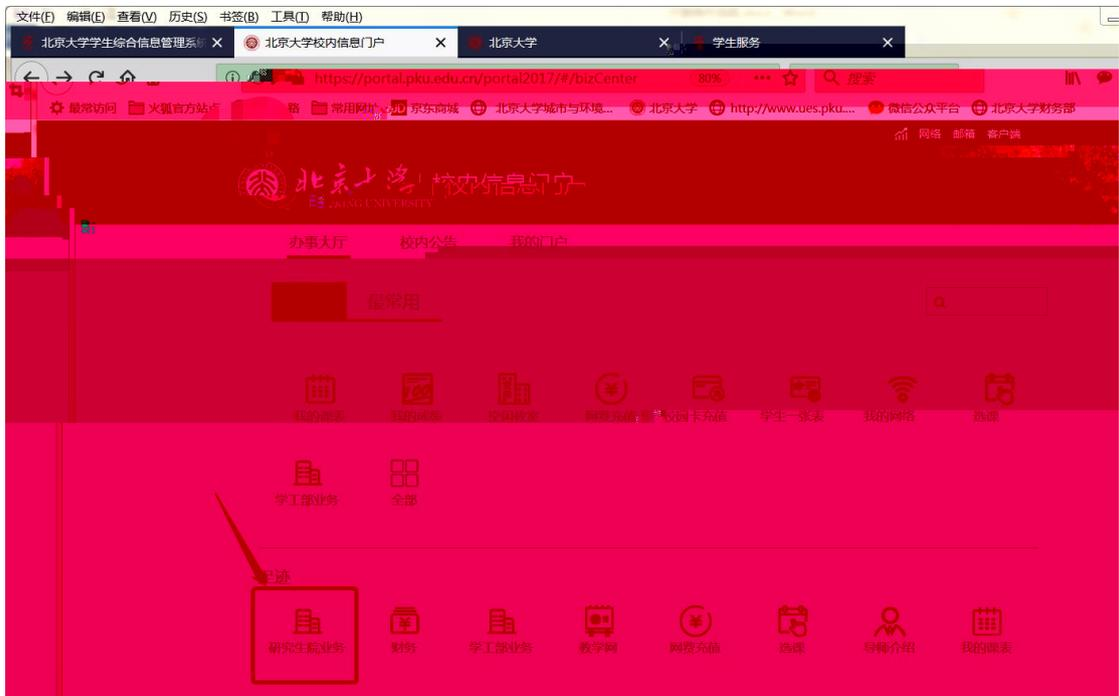 文件(F) 编辑(E) 查看(V) 历史(S) 书签(B) 工具(T) 帮助(H)
北京大学学生综合信息管理系统 北京大学校内信息门户 北京大学 学生服务
https://portal.pku.edu.cn/portal2017/#/bizCenter 80% 搜索
最常访问 火狐官方站点 常用网址 JD 京东商城 北京大学城市与环境... 北京大学 http://www.ues.pku.... 微信公众平台 北京大学财务部
网络 邮箱 客户端
北京大学 校内信息门户
UNIVERSITY
办事大厅 校内公告 我的门户
最常用
我的课表 我的成绩 空闲教室 网费充值 校园卡充值 学生一张表 我的网络 选课
学工部业务 全部
足迹
研究生院业务 财务 学工部业务 教学网 网费充值 选课 导师介绍 我的课表